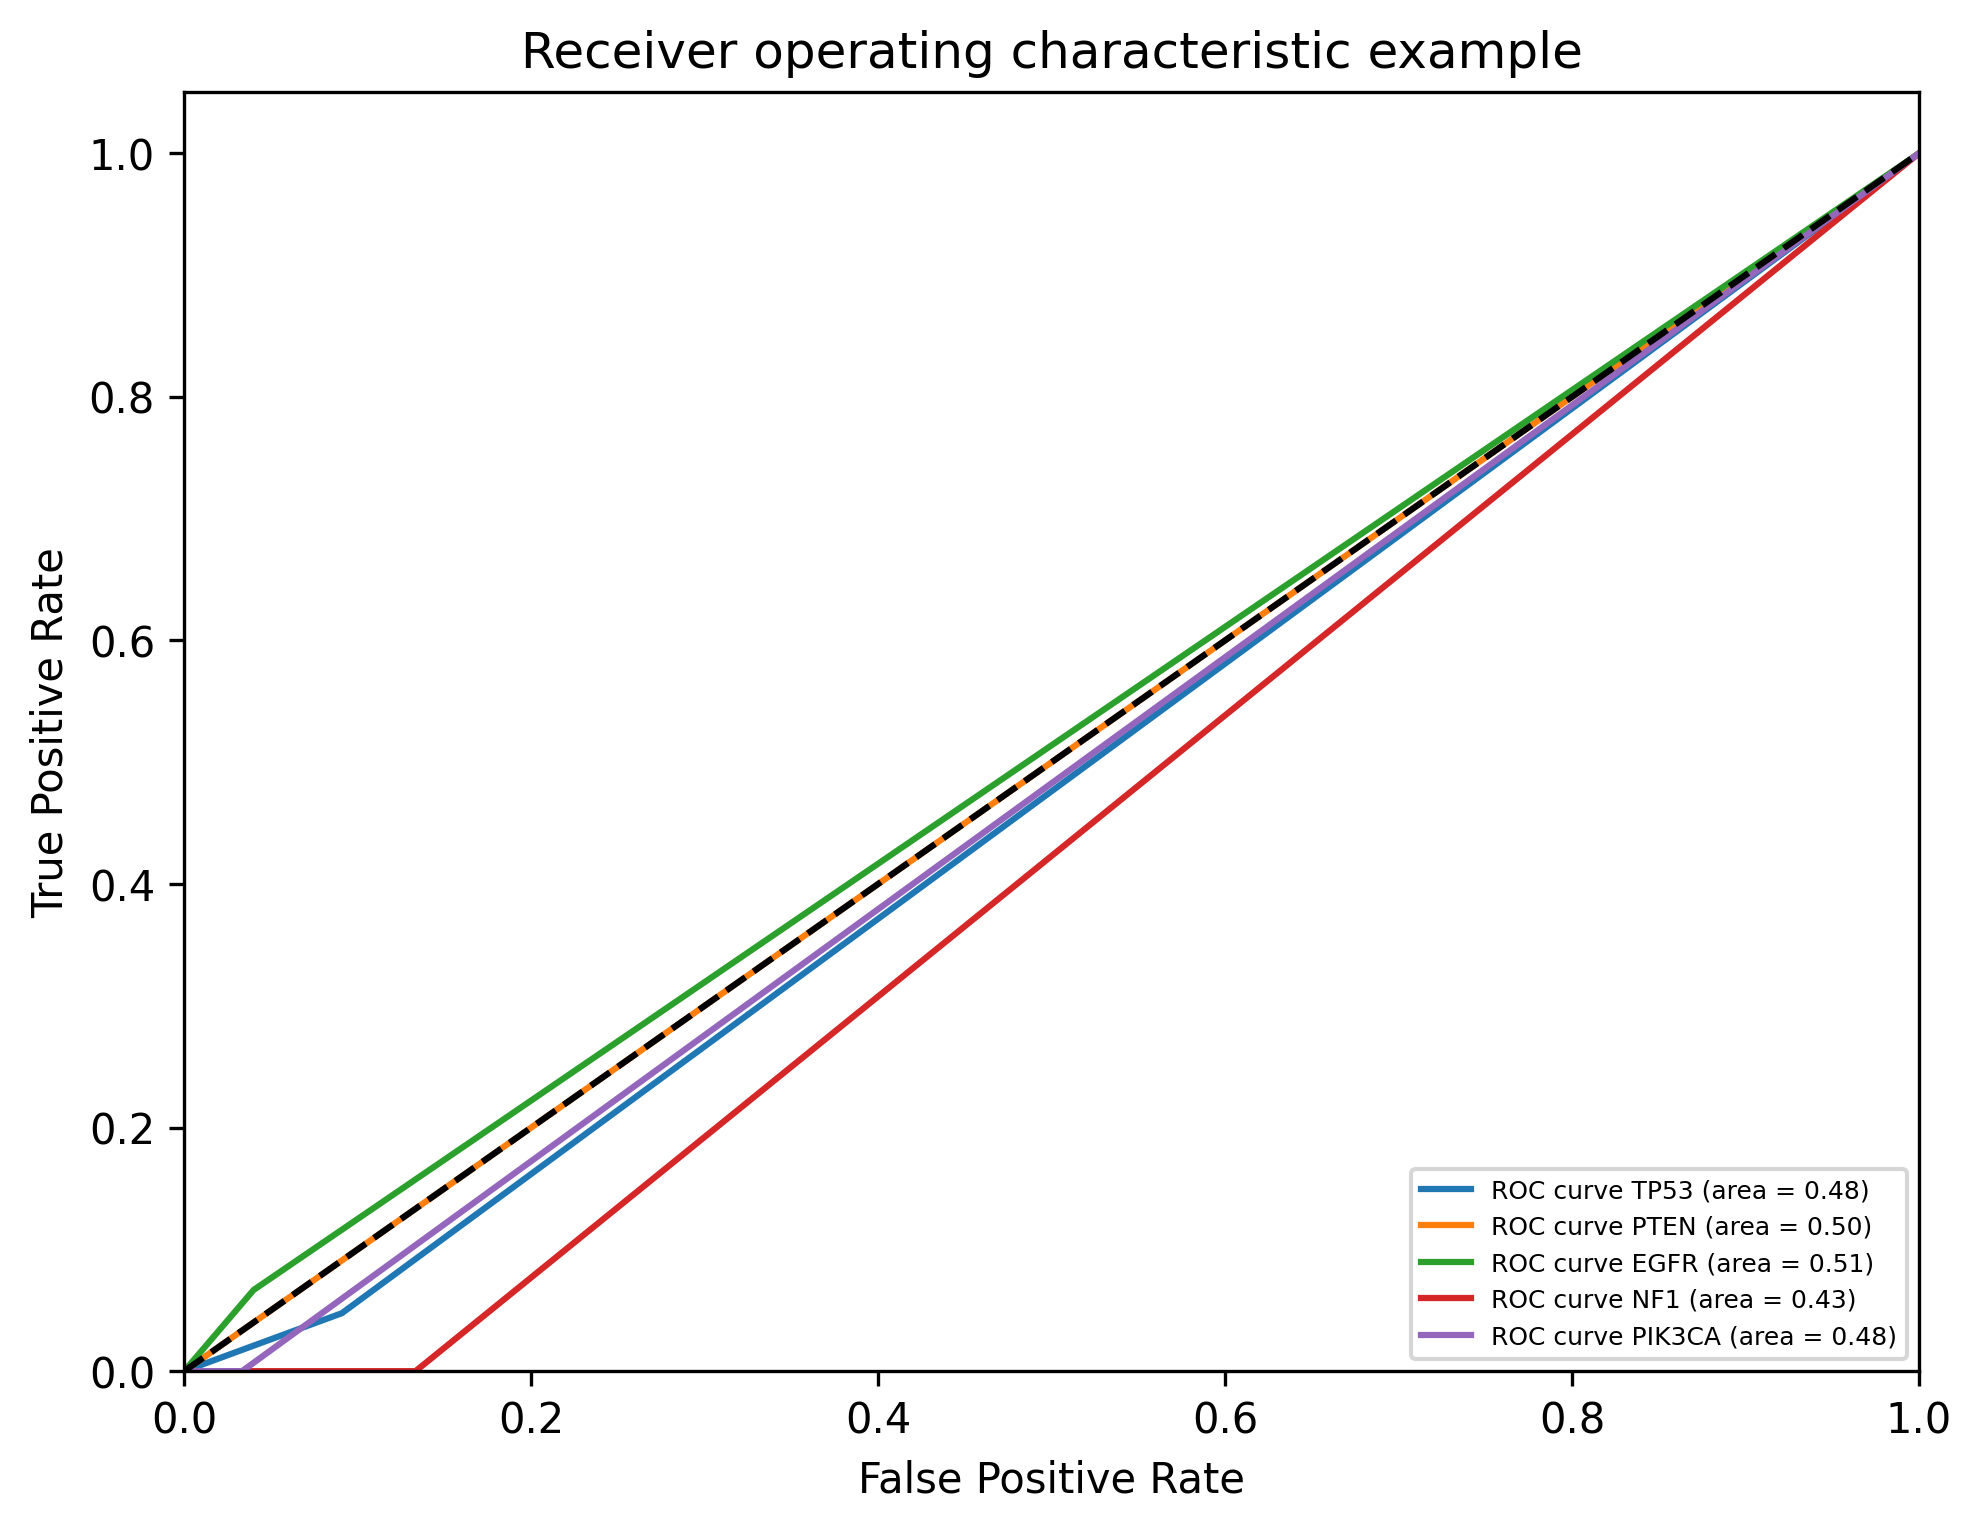 Receiver operating characteristic example
1.0
0.8
0.6
0.4
0.2
0.0
True Positive Rate
ROC curve TP53 (area = 0.48)
ROC curve PTEN (area = 0.50)
ROC curve EGFR (area = 0.51)
ROC curve NF1 (area = 0.43)
ROC curve PIK3CA (area = 0.48)
0.0 0.2 0.4 0.6 0.8 1.0
False Positive Rate